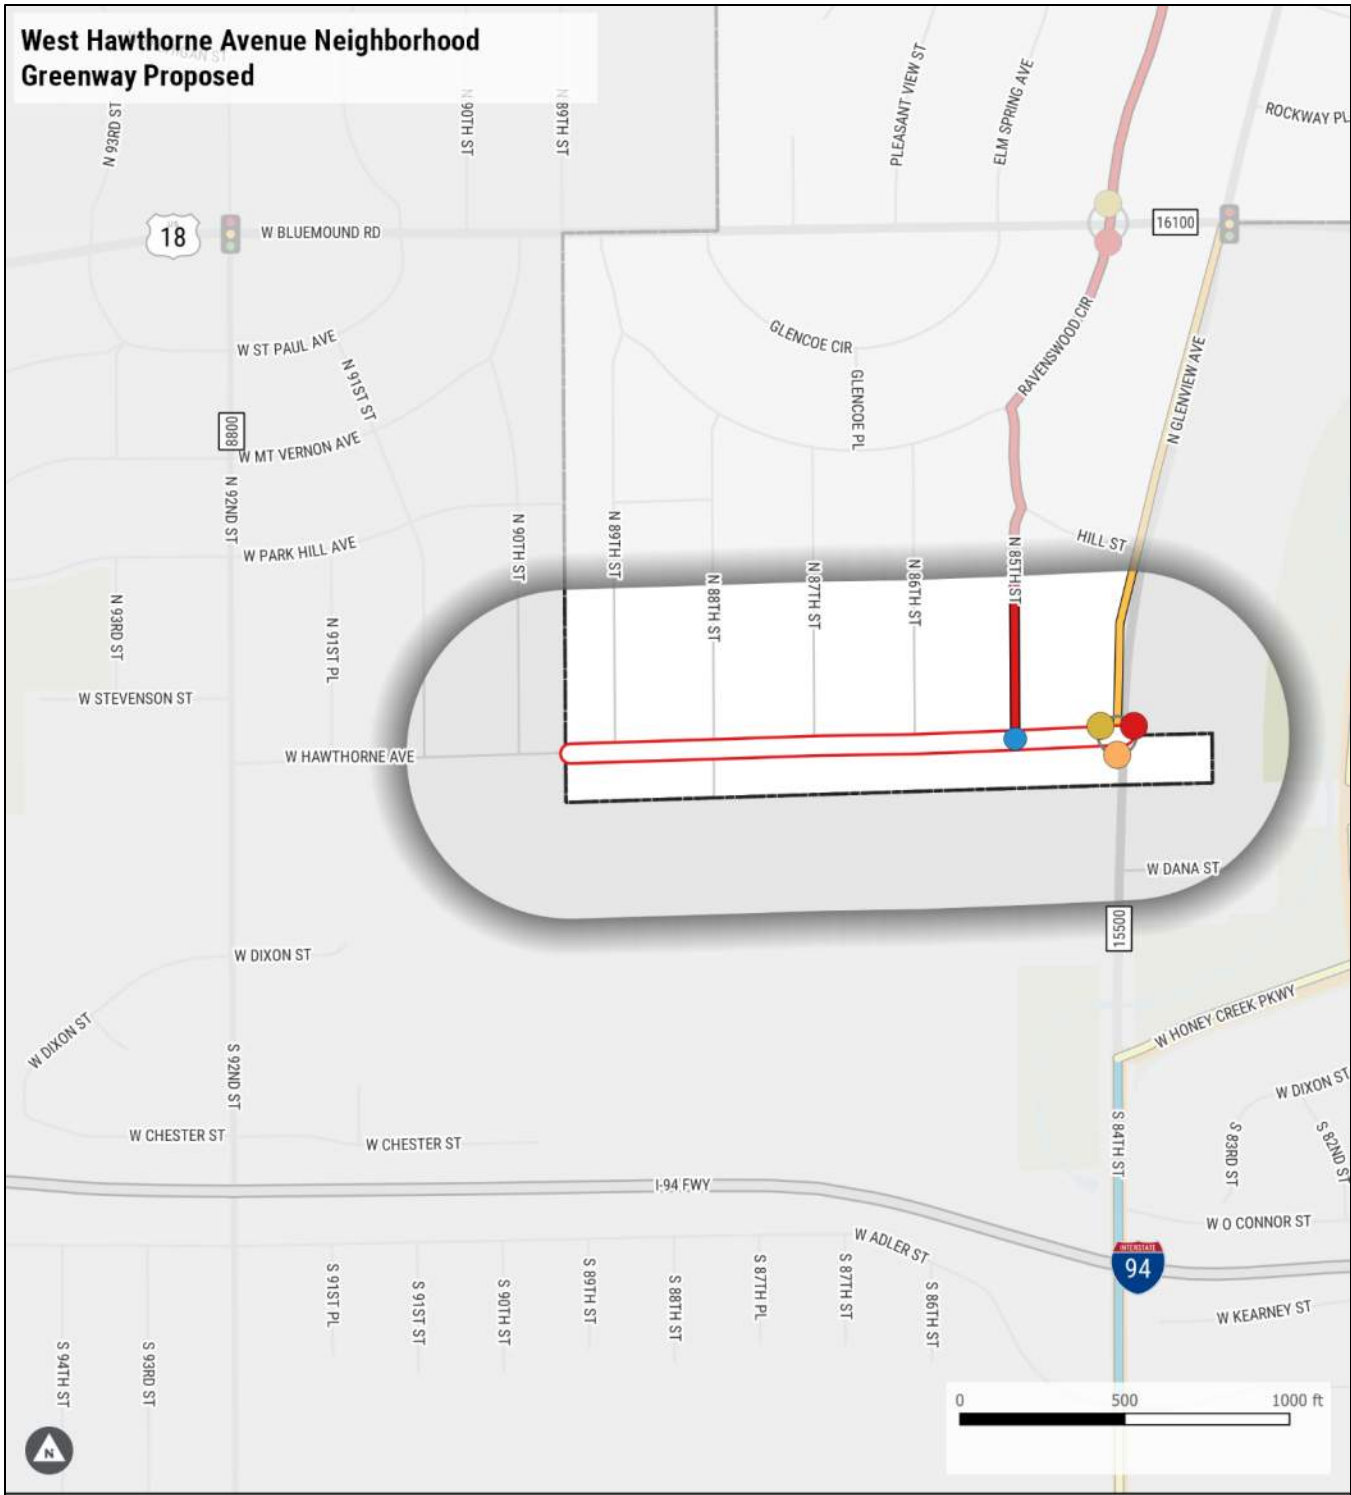 West Hawthorne Avenue Neighborhood
Greenway Proposed
N 93RD ST
N 90TH ST
N 89TH ST
PLEASANT VIEW ST
ELM SPRING AVE
ROCKWAY PL
18
W BLUEMOUND RD
16100
W ST PAUL AVE
N 91ST ST
GLENCOE CIR
GLENCOE PL
RAVENSWOOD CIR
N GLENVIEW AVE
8800
W MT VERNON AVE
N 92ND ST
W PARK HILL AVE
N 90TH ST
N 89TH ST
HILL ST
N 93RD ST
N 91ST PL
N 88TH ST
N 87TH ST
N 86TH ST
N 85TH ST
W STEVENSON ST
W HAWTHORNE AVE
W DANA ST
15500
W DIXON ST
W DIXON ST
W HONEY CREEK PKWY
S 92ND ST
W DIXON ST
W CHESTER ST
W CHESTER ST
S 84TH ST
S 83RD ST
S 82ND ST
I-94 FWY
W O CONNOR ST
W ADLER ST
INTERSTATE
94
S 91ST PL
S 91ST ST
S 90TH ST
S 89TH ST
S 88TH ST
S 87TH PL
S 87TH ST
S 86TH ST
W KEARNEY ST
S 94TH ST
S 93RD ST
0 500 1000 ft
N